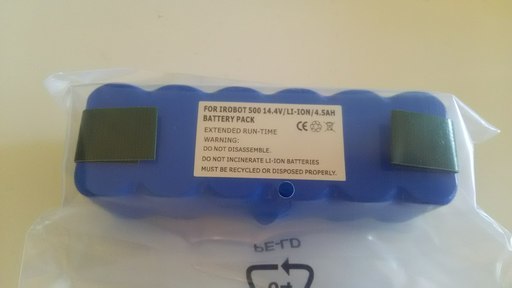 FOR IROBOT 500 14.4V/LI-ION/4.5AH
BATTERY PACK
EXTENDED RUN-TIME
WARNING:
DO NOT DISASSEMBLE.
DO NOT INCINERATE LI-ION BATTERIES
MUST BE RECYCLED OR DISPOSED PROPERLY.
CE
PE-LD